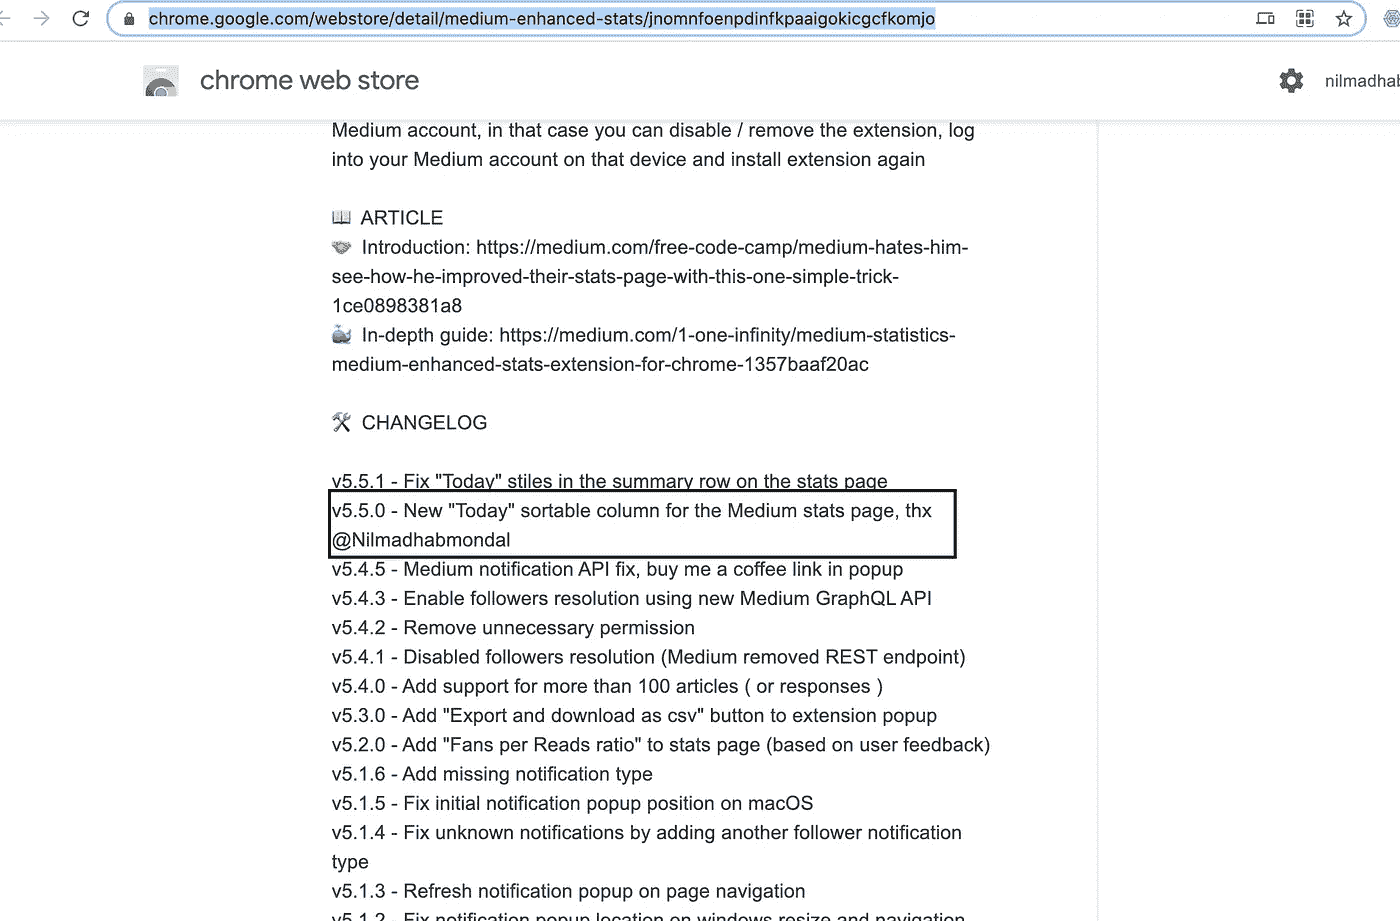 chrome.google.com/webstore/detail/medium-enhanced-stats/jnomnfoenpdinfkpaaigokicgcfkomjo
chrome web store
nilmadhab
Medium account, in that case you can disable / remove the extension, log
into your Medium account on that device and install extension again
📖 ARTICLE
🤝 Introduction: https://medium.com/free-code-camp/medium-hates-him-
see-how-he-improved-their-stats-page-with-this-one-simple-trick-
1ce0898381a8
🐳 In-depth guide: https://medium.com/1-one-infinity/medium-statistics-
medium-enhanced-stats-extension-for-chrome-1357baaf20ac
🛠 CHANGELOG
v5.5.1 - Fix "Today" stiles in the summary row on the stats page
v5.5.0 - New "Today" sortable column for the Medium stats page, thx
@Nilmadhabmondal
v5.4.5 - Medium notification API fix, buy me a coffee link in popup
v5.4.3 - Enable followers resolution using new Medium GraphQL API
v5.4.2 - Remove unnecessary permission
v5.4.1 - Disabled followers resolution (Medium removed REST endpoint)
v5.4.0 - Add support for more than 100 articles ( or responses )
v5.3.0 - Add "Export and download as csv" button to extension popup
v5.2.0 - Add "Fans per Reads ratio" to stats page (based on user feedback)
v5.1.6 - Add missing notification type
v5.1.5 - Fix initial notification popup position on macOS
v5.1.4 - Fix unknown notifications by adding another follower notification
type
v5.1.3 - Refresh notification popup on page navigation
v5.1.2 - Fix notification popup location on windows resize and navigation